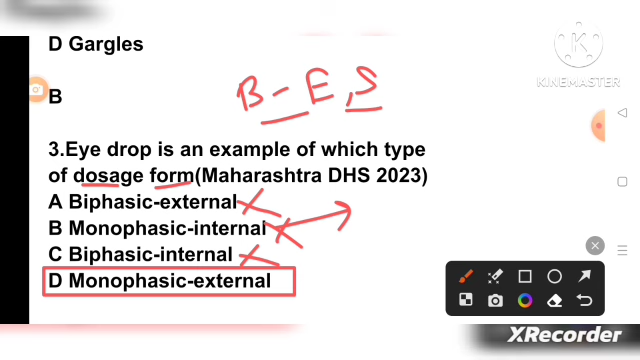 D Gargles
K
KINEMASTER
B
B - E, S
3.Eye drop is an example of which type
of dosage form(Maharashtra DHS 2023)
A Biphasic-external
B Monophasic-internal
C Biphasic-internal
D Monophasic-external
XRecorder